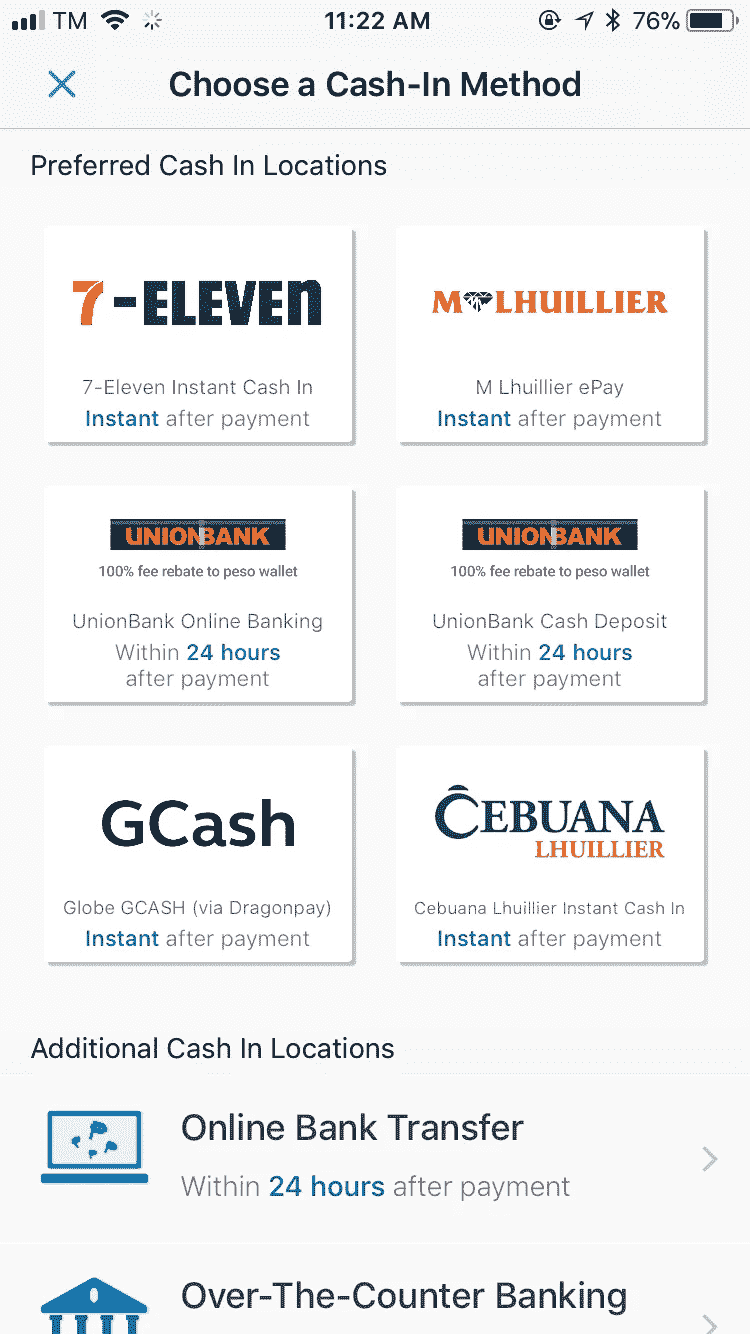 TM 11:22 AM 76%
Choose a Cash-In Method
Preferred Cash In Locations
7-ELEVEN
7-Eleven Instant Cash In
Instant after payment
M LHUILLIER
M Lhuillier ePay
Instant after payment
UNIONBANK
100% fee rebate to peso wallet
UnionBank Online Banking
Within 24 hours
after payment
UNIONBANK
100% fee rebate to peso wallet
UnionBank Cash Deposit
Within 24 hours
after payment
GCash
Globe GCASH (via Dragonpay)
Instant after payment
CEBUANA
LHUILLIER
Cebuana Lhuillier Instant Cash In
Instant after payment
Additional Cash In Locations
Online Bank Transfer
Within 24 hours after payment
Over-The-Counter Banking